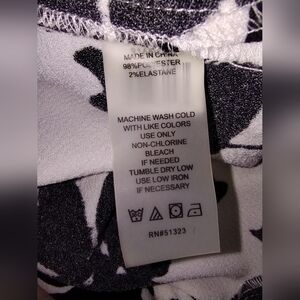 MADE IN CHINA
98%POLYESTER
2%ELASTANE
MACHINE WASH COLD
WITH LIKE COLORS
USE ONLY
NON-CHLORINE
BLEACH
IF NEEDED
TUMBLE DRY LOW
USE LOW IRON
IF NECESSARY
RN#51323